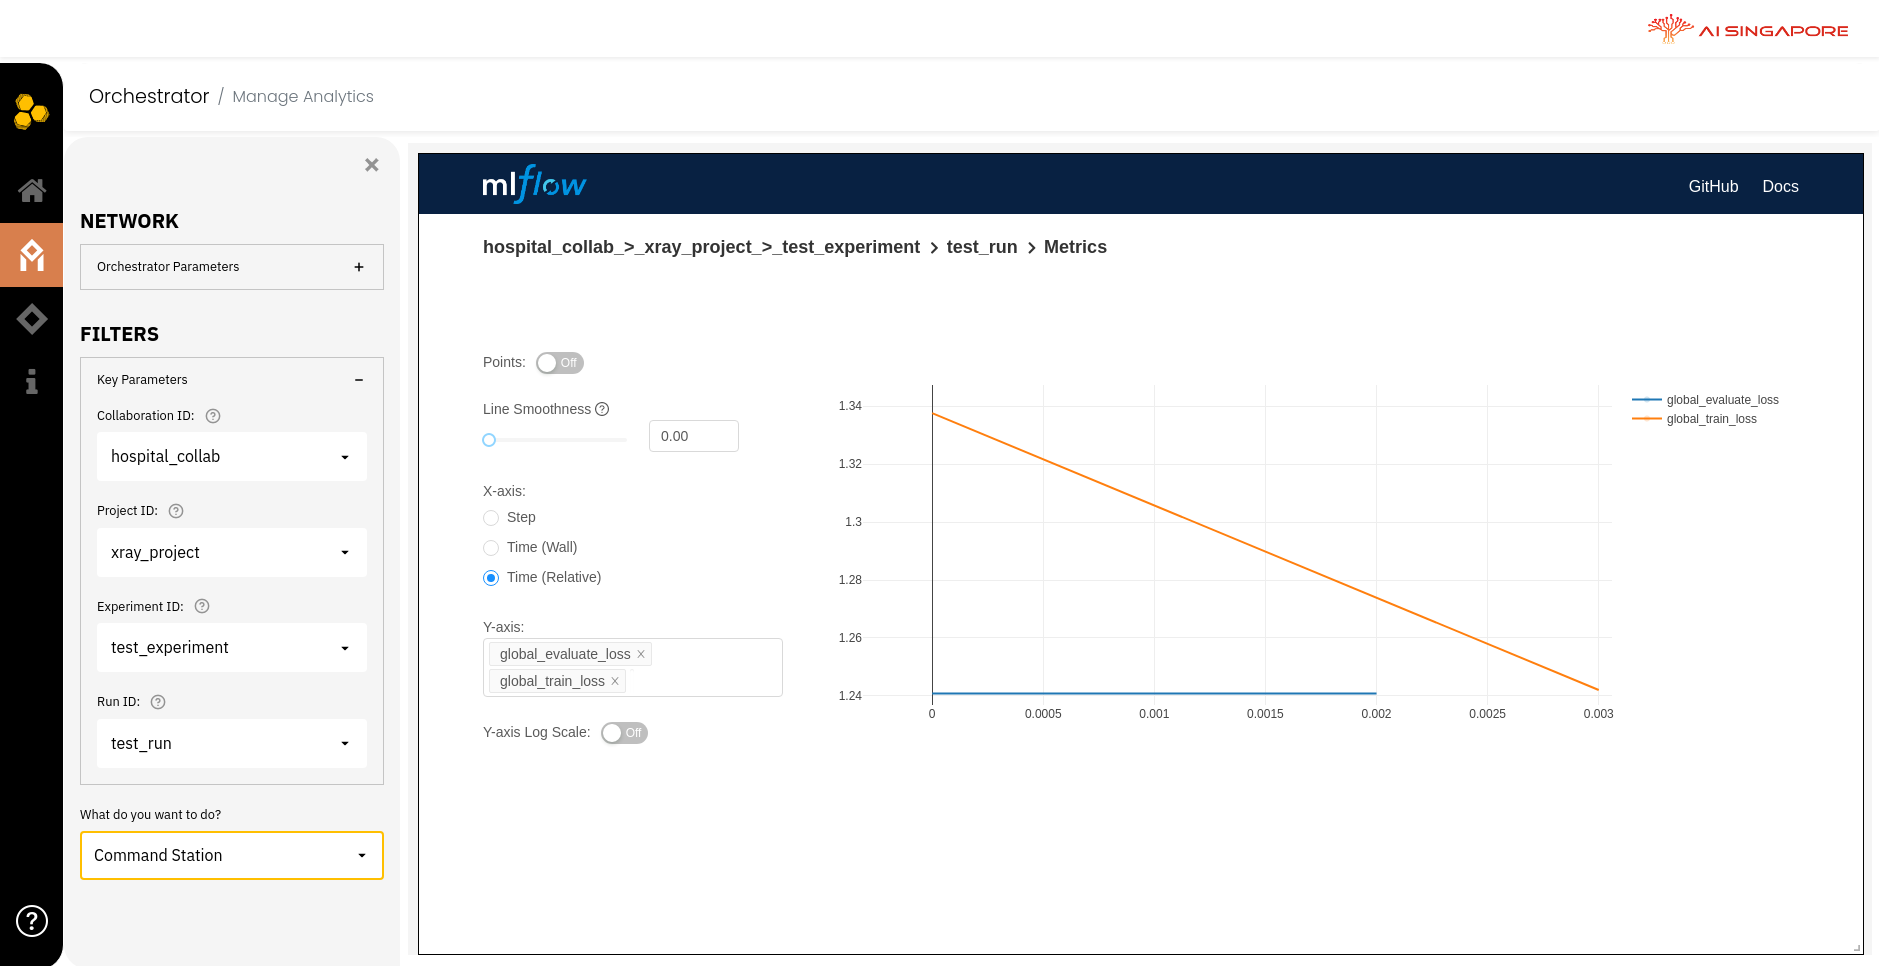 AI SINGAPORE
Orchestrator / Manage Analytics
×
NETWORK
Orchestrator Parameters +
FILTERS
Key Parameters −
Collaboration ID: ?
hospital_collab
Project ID: ?
xray_project
Experiment ID: ?
test_experiment
Run ID: ?
test_run
What do you want to do?
Command Station
?
mlflow
GitHub Docs
hospital_collab_>_xray_project_>_test_experiment > test_run > Metrics
Points: Off
Line Smoothness ?
0.00
X-axis:
Step
Time (Wall)
Time (Relative)
Y-axis:
global_evaluate_loss ×
global_train_loss ×
Y-axis Log Scale: Off
1.34
1.32
1.3
1.28
1.26
1.24
0 0.0005 0.001 0.0015 0.002 0.0025 0.003
global_evaluate_loss
global_train_loss